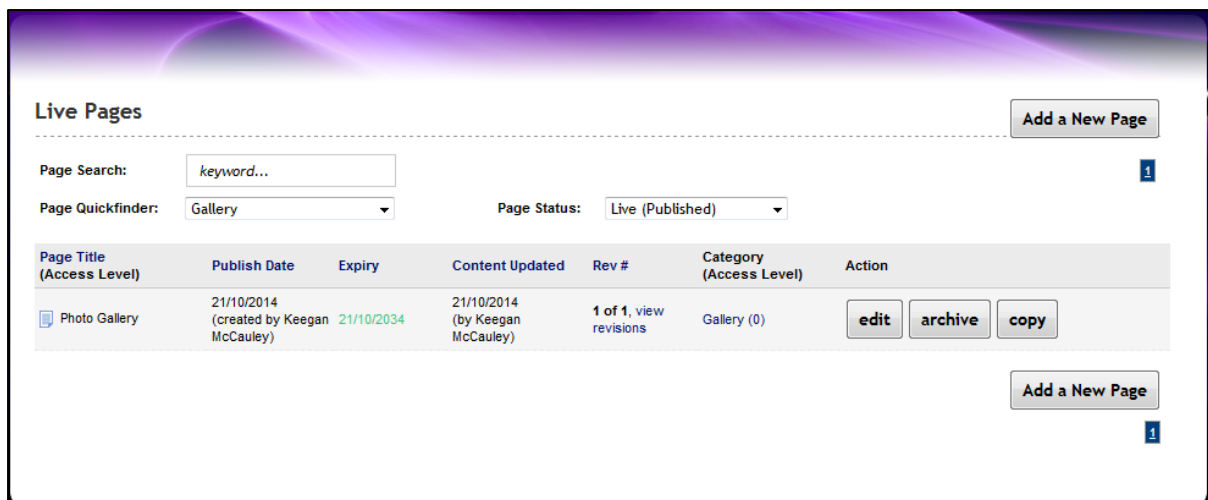 Live Pages
Add a New Page
Page Search:
keyword...
1
Page Quickfinder:
Gallery
Page Status:
Live (Published)
Page Title
(Access Level)
Publish Date
Expiry
Content Updated
Rev #
Category
(Access Level)
Action
Photo Gallery
21/10/2014
(created by Keegan
McCauley)
21/10/2034
21/10/2014
(by Keegan
McCauley)
1 of 1, view
revisions
Gallery (0)
edit
archive
copy
Add a New Page
1